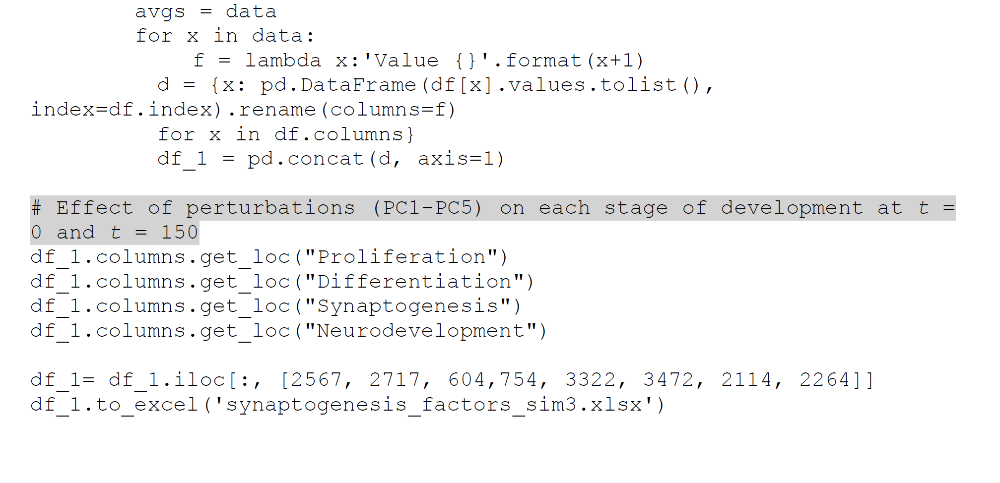 avgs = data
for x in data:
f = lambda x:'Value {}'.format(x+1)
d = {x: pd.DataFrame(df[x].values.tolist(),
index=df.index).rename(columns=f)
for x in df.columns}
df_1 = pd.concat(d, axis=1)
# Effect of perturbations (PC1-PC5) on each stage of development at t =
0 and t = 150
df_1.columns.get_loc("Proliferation")
df_1.columns.get_loc("Differentiation")
df_1.columns.get_loc("Synaptogenesis")
df_1.columns.get_loc("Neurodevelopment")
df_1= df_1.iloc[:, [2567, 2717, 604,754, 3322, 3472, 2114, 2264]]
df_1.to_excel('synaptogenesis_factors_sim3.xlsx')